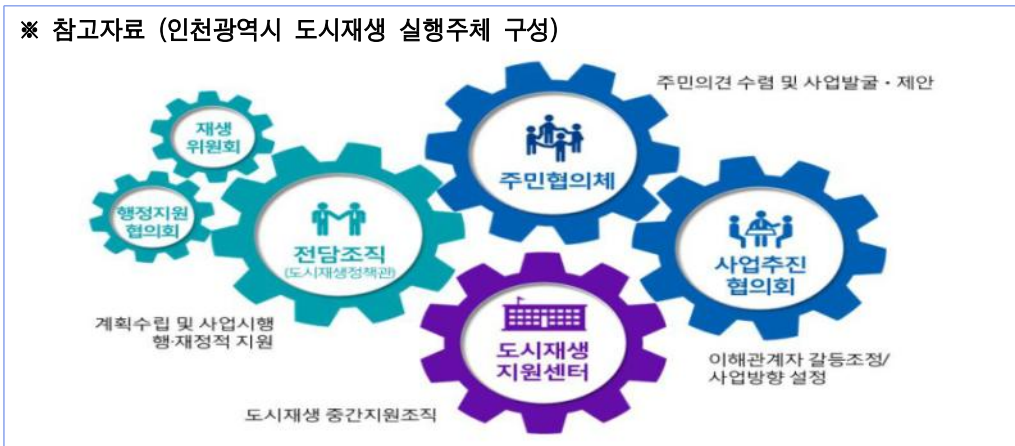 ※ 참고자료 (인천광역시 도시재생 실행주체 구성)
주민의견 수렴 및 사업발굴·제안
재생
위원회
주민협의체
행정지원
협의회
전담조직
(도시재생정책관)
사업추진
협의회
계획수립 및 사업시행
행·재정적 지원
도시재생
지원센터
이해관계자 갈등조정/
사업방향 설정
도시재생 중간지원조직